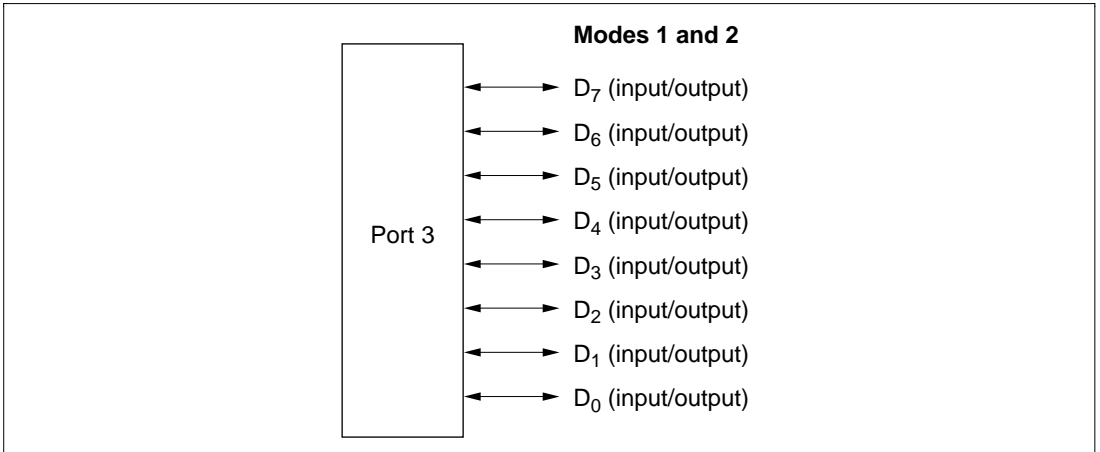 Modes 1 and 2
D₇ (input/output)
D₆ (input/output)
D₅ (input/output)
Port 3
D₄ (input/output)
D₃ (input/output)
D₂ (input/output)
D₁ (input/output)
D₀ (input/output)